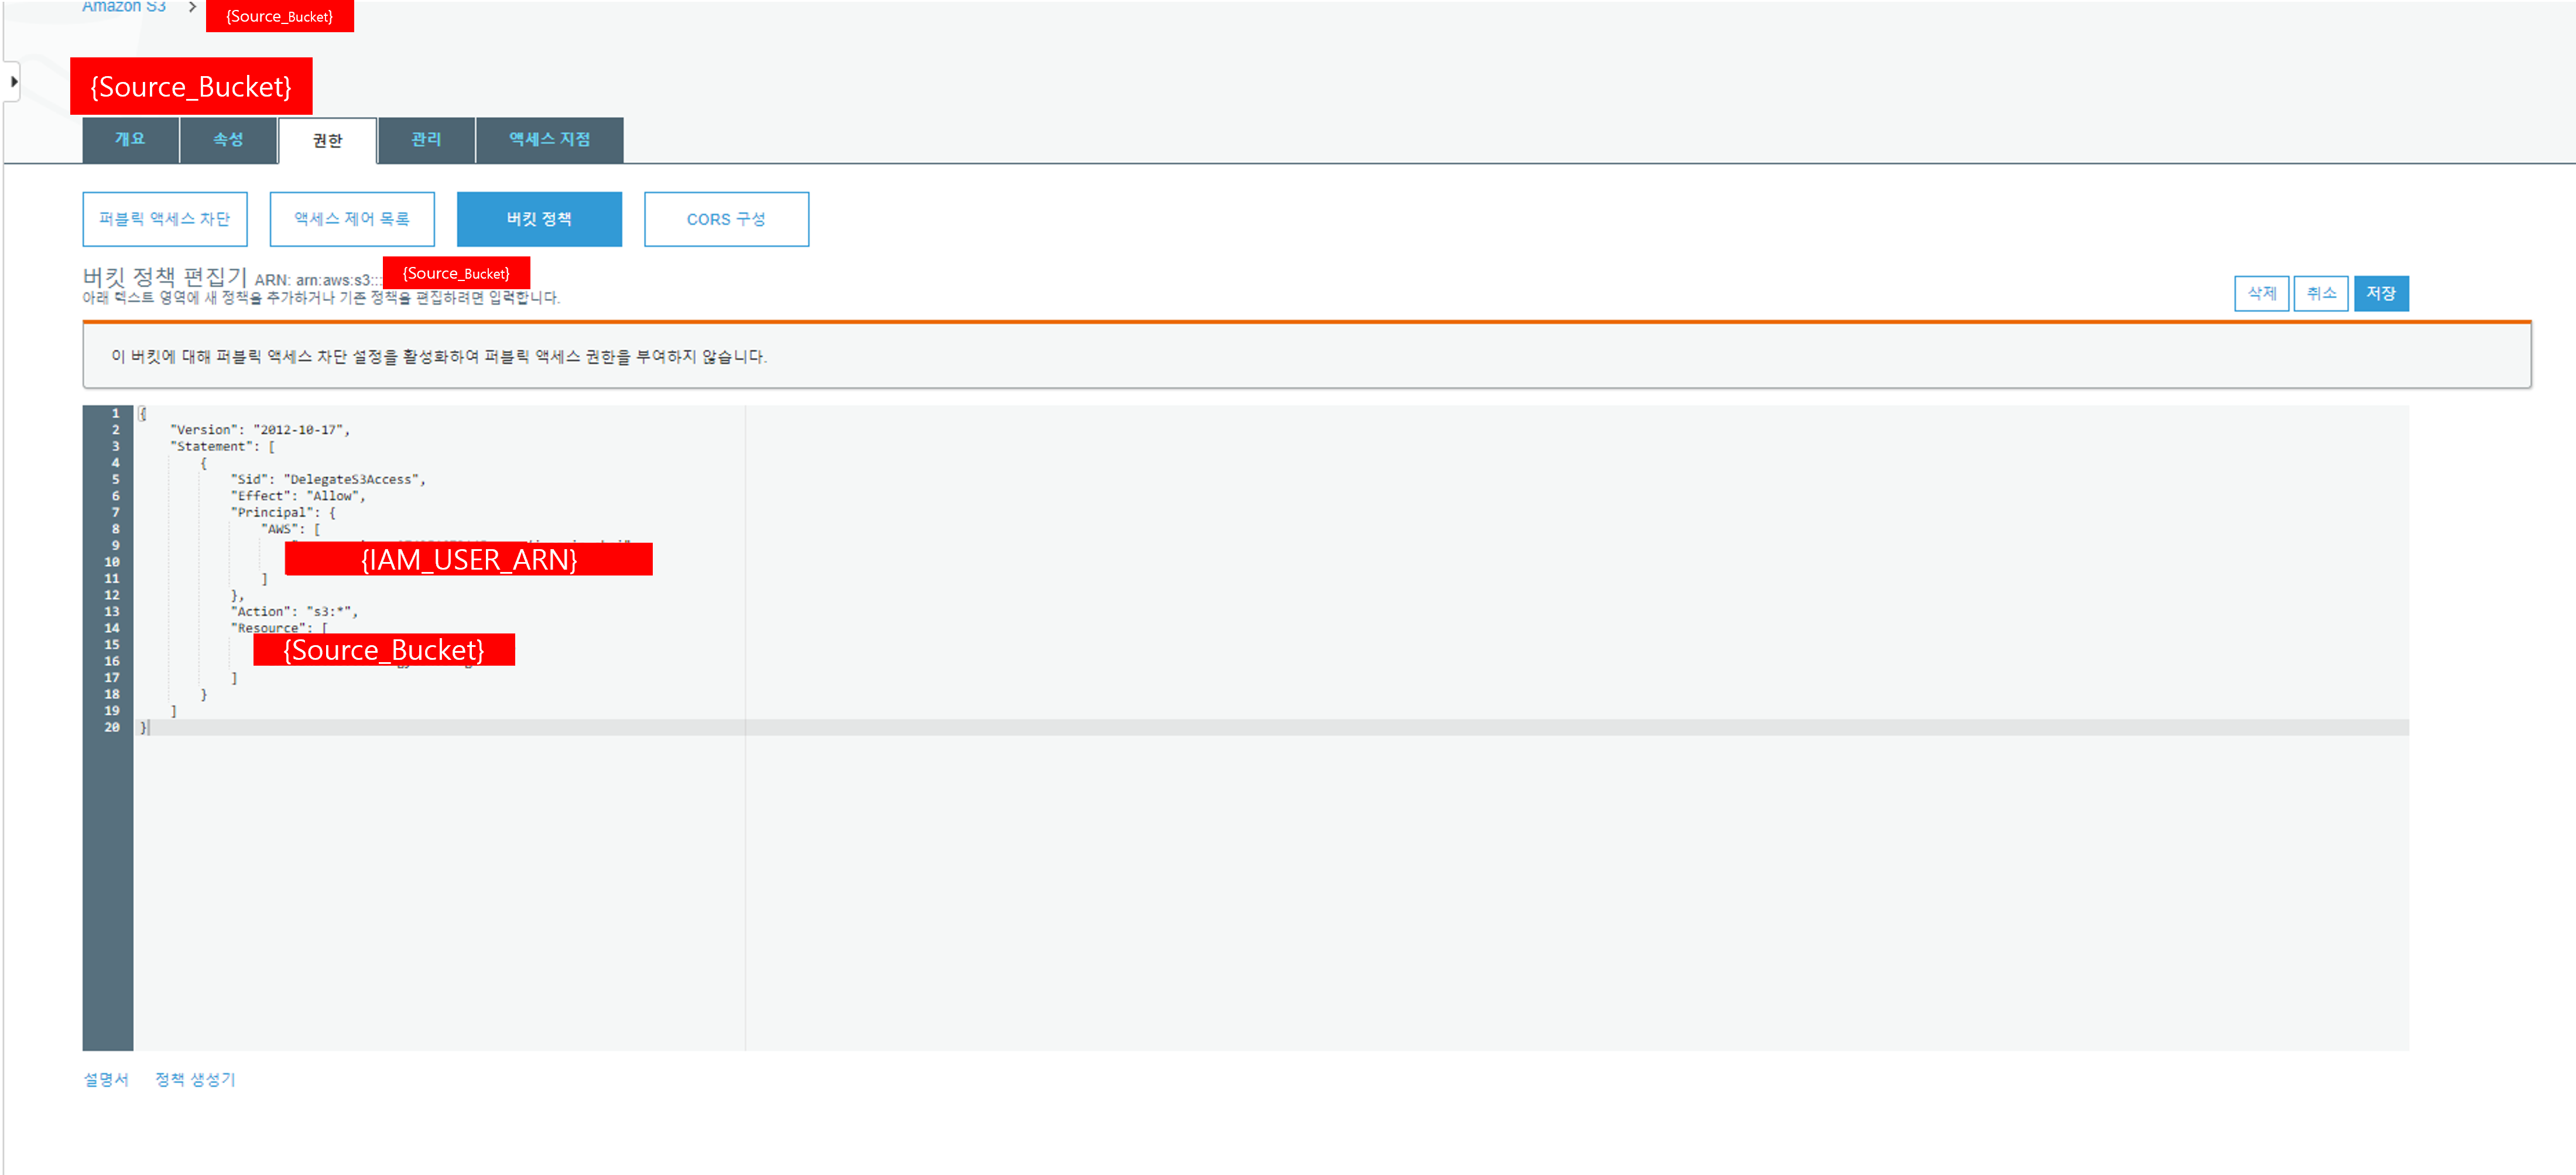 Amazon S3 > {Source_Bucket}
{Source_Bucket}
개요 속성 권한 관리 액세스 지점
퍼블릭 액세스 차단 액세스 제어 목록 버킷 정책 CORS 구성
버킷 정책 편집기 ARN: arn:aws:s3::: {Source_Bucket}
아래 텍스트 영역에 새 정책을 추가하거나 기존 정책을 편집하려면 입력합니다.
삭제 취소 저장
이 버킷에 대해 퍼블릭 액세스 차단 설정을 활성화하여 퍼블릭 액세스 권한을 부여하지 않습니다.
1 {
2 "Version": "2012-10-17",
3 "Statement": [
4 {
5 "Sid": "DelegateS3Access",
6 "Effect": "Allow",
7 "Principal": {
8 "AWS": [
9
10 {IAM_USER_ARN}
11 ]
12 },
13 "Action": "s3:*",
14 "Resource": [
15 {Source_Bucket}
16
17 ]
18 }
19 ]
20 }
설명서 정책 생성기